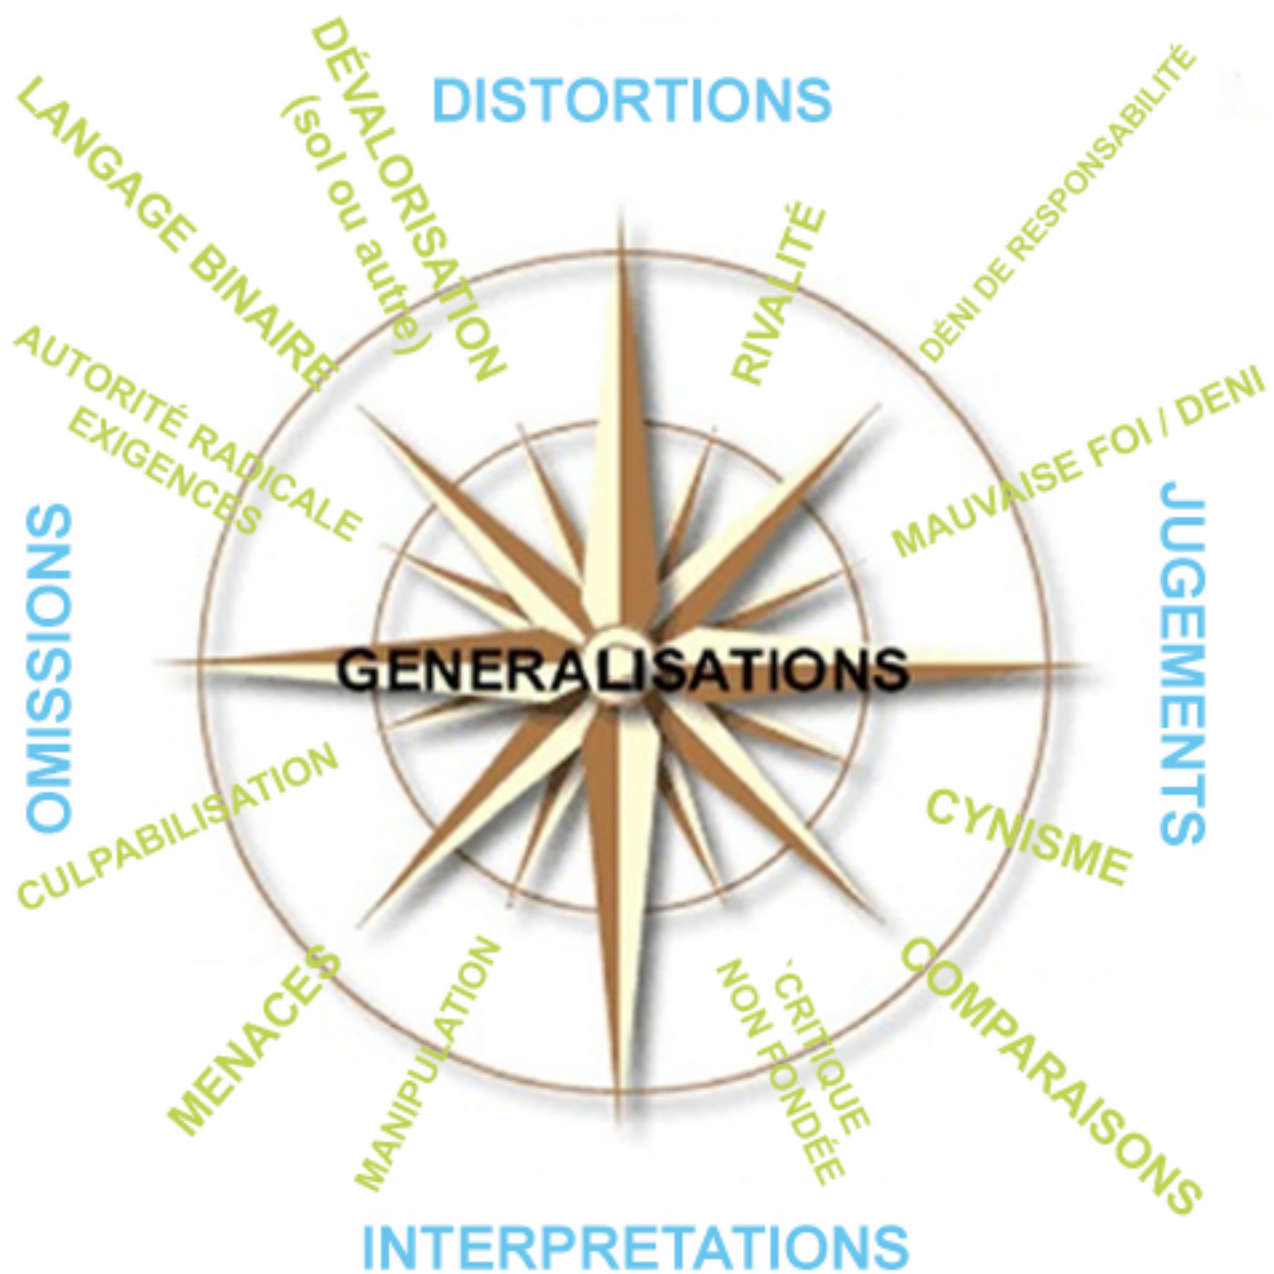 DISTORTIONS
DÉVALORISATION
(sol ou autre)
LANGAGE BINAIRE
AUTORITÉ RADICALE
EXIGENCES
OMISSIONS
CULPABILISATION
MENACES
MANIPULATION
RIVALITÉ
DÉNI DE RESPONSABILITÉ
MAUVAISE FOI / DENI
JUGEMENTS
GENERALISATIONS
CYNISME
COMPARAISONS
`CRITIQUE
NON FONDÉE
INTERPRETATIONS